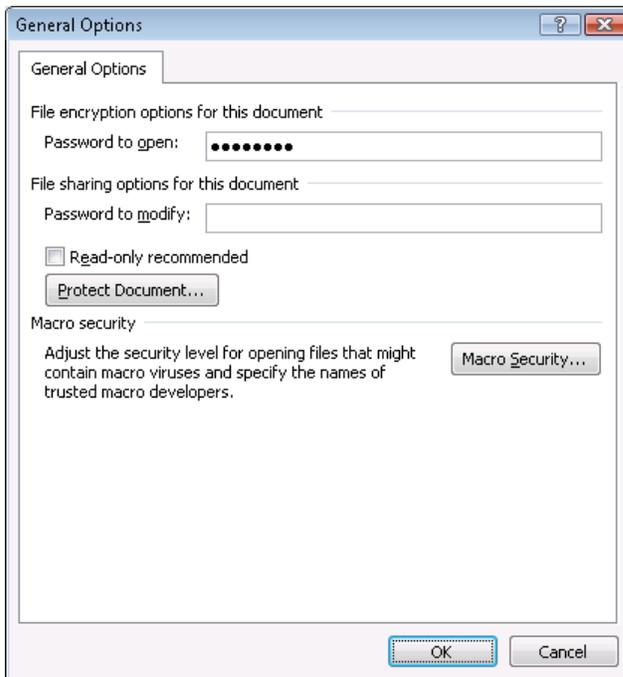 General Options
General Options
File encryption options for this document
Password to open: ●●●●●●●●
File sharing options for this document
Password to modify:
Read-only recommended
Protect Document...
Macro security
Adjust the security level for opening files that might
contain macro viruses and specify the names of
trusted macro developers.
Macro Security...
OK
Cancel